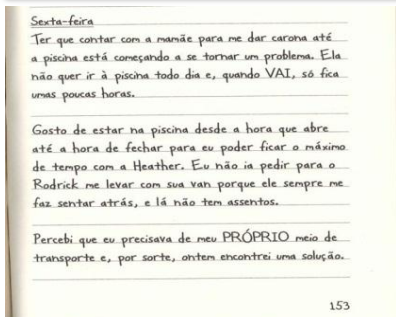 Sexta-feira
Ter que contar com a mamãe para me dar carona até
a piscina está começando a se tornar um problema. Ela
não quer ir à piscina todo dia e, quando VAI, só fica
umas poucas horas.
Gosto de estar na piscina desde a hora que abre
até a hora de fechar para eu poder ficar o máximo
de tempo com a Heather. Eu não ia pedir para o
Rodrick me levar com sua van porque ele sempre me
faz sentar atrás, e lá não tem assentos.
Percebi que eu precisava de meu PRÓPRIO meio de
transporte e, por sorte, ontem encontrei uma solução.
153